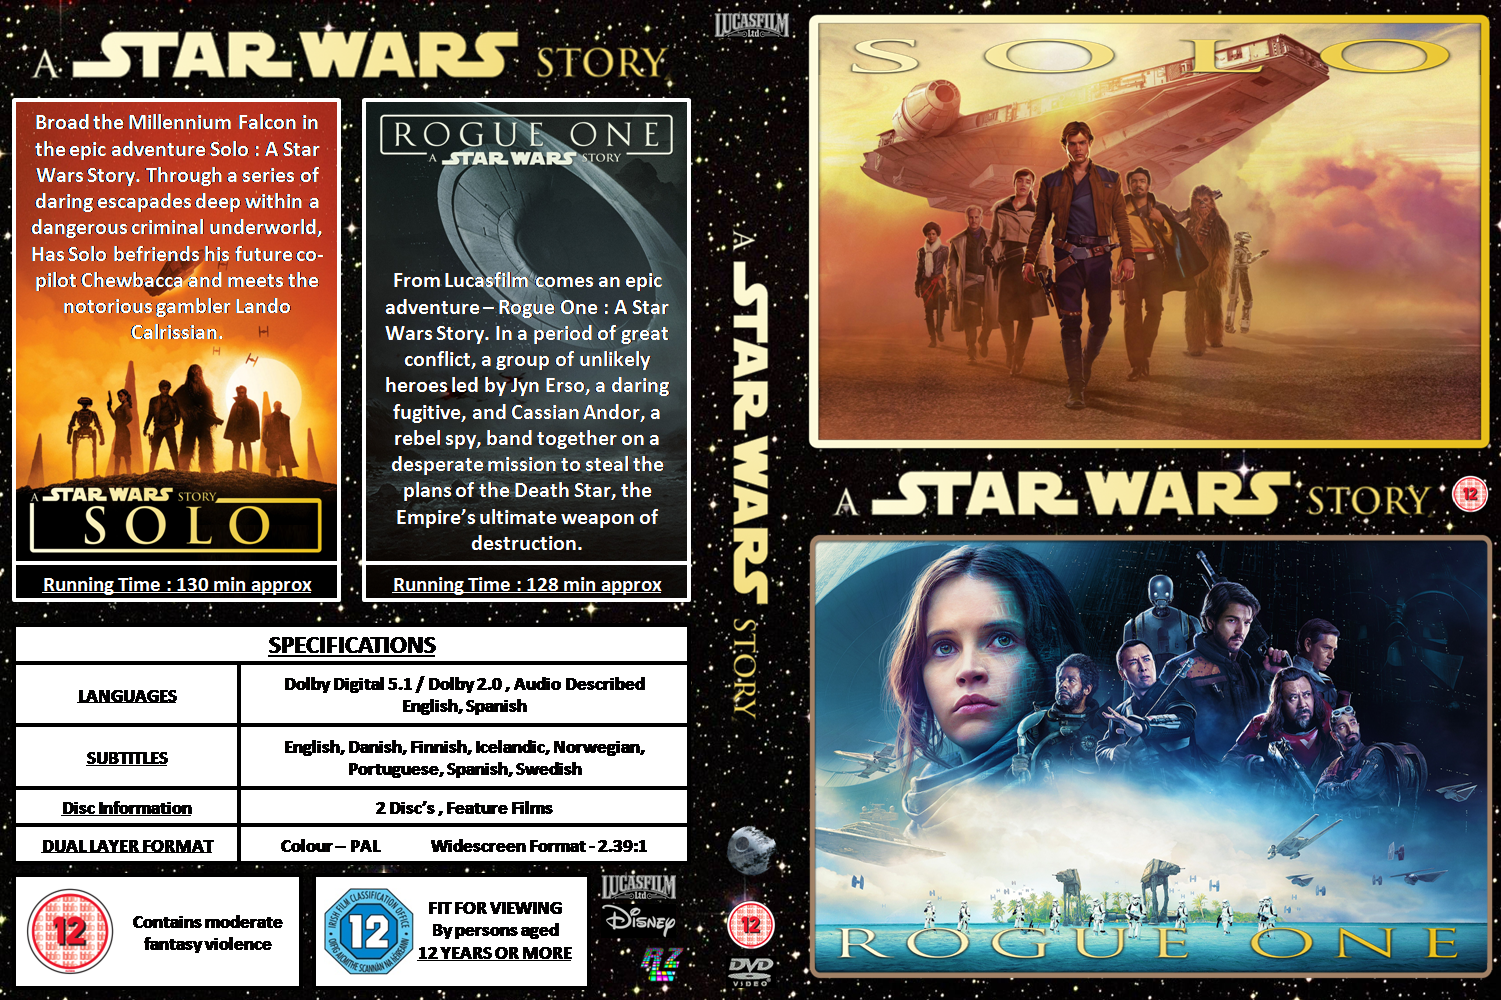 A STAR WARS STORY
Broad the Millennium Falcon in
the epic adventure Solo : A Star
Wars Story. Through a series of
daring escapades deep within a
dangerous criminal underworld,
Has Solo befriends his future co-
pilot Chewbacca and meets the
notorious gambler Lando
Calrissian.
A STAR WARS STORY
SOLO
Running Time : 130 min approx
ROGUE ONE
A STAR WARS STORY
From Lucasfilm comes an epic
adventure – Rogue One : A Star
Wars Story. In a period of great
conflict, a group of unlikely
heroes led by Jyn Erso, a daring
fugitive, and Cassian Andor, a
rebel spy, band together on a
desperate mission to steal the
plans of the Death Star, the
Empire's ultimate weapon of
destruction.
Running Time : 128 min approx
SPECIFICATIONS
LANGUAGES
Dolby Digital 5.1 / Dolby 2.0 , Audio Described
English, Spanish
SUBTITLES
English, Danish, Finnish, Icelandic, Norwegian,
Portuguese, Spanish, Swedish
Disc Information
2 Disc's , Feature Films
DUAL LAYER FORMAT
Colour – PAL Widescreen Format - 2.39:1
12
Contains moderate
fantasy violence
IRISH FILM CLASSIFICATION OFFICE
12
FIT FOR VIEWING
By persons aged
12 YEARS OR MORE
LUCASFILM
Ltd
DISNEY
LUCASFILM
Ltd
A STAR WARS STORY
12
DVD
VIDEO
SOLO
A STAR WARS STORY
12
ROGUE ONE